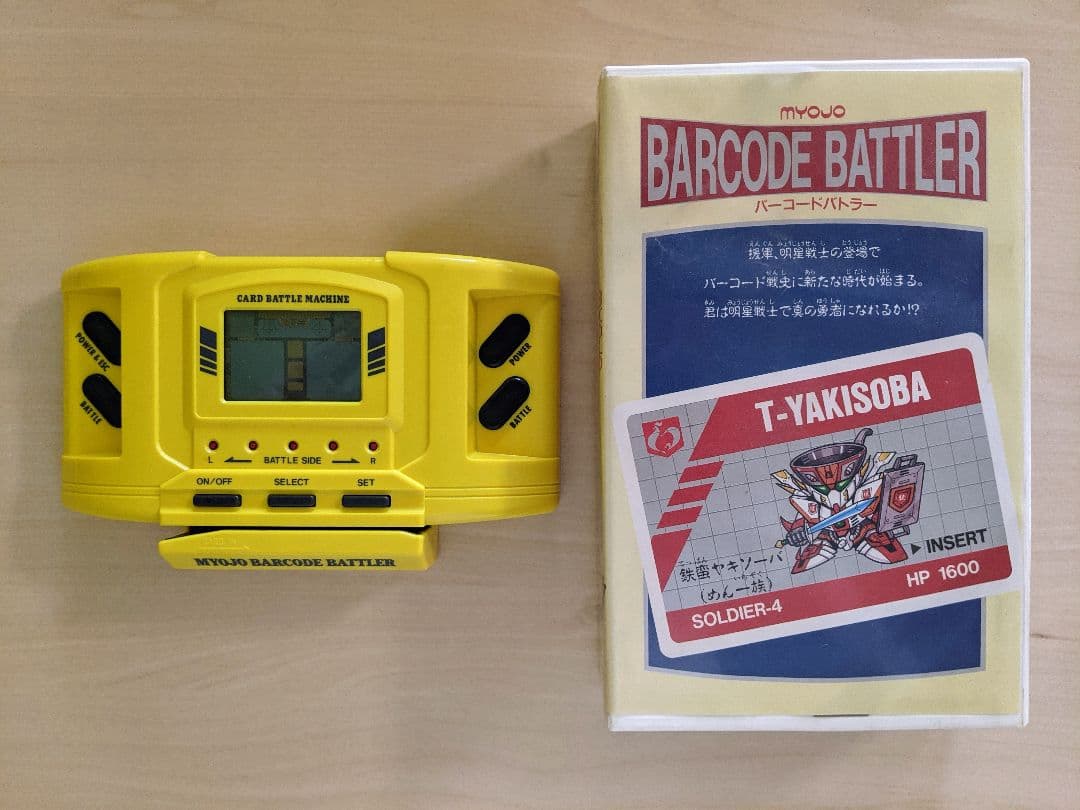 CARD BATTLE MACHINE
POWER & ESC
BATTLE
POWER
BATTLE
L BATTLE SIDE R
ON/OFF SELECT SET
MYOJO BARCODE BATTLER
MYOJO
BARCODE BATTLER
バーコードバトラー
援軍、明星戦士の登場で
バーコード戦史に新たな時代が始まる。
君は明星戦士で真の勇者になれるか!?
T-YAKISOBA
INSERT
鉄蛮ヤキソーバ
(めん一族)
HP 1600
SOLDIER-4